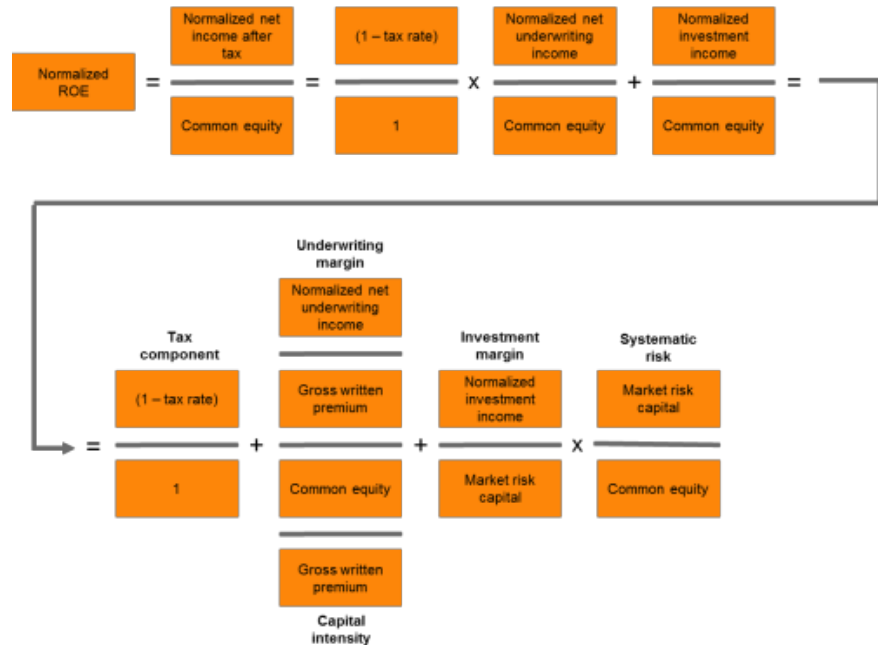 Normalized
ROE
=
Normalized net
income after
tax
Common equity
=
(1 – tax rate)
1
x
Normalized net
underwriting
income
Common equity
+
Normalized
investment
income
Common equity
=
=
Tax
component
(1 – tax rate)
1
+
Underwriting
margin
Normalized net
underwriting
income
Gross written
premium
Common equity
Gross written
premium
Capital
intensity
+
Investment
margin
Normalized
investment
income
Market risk
capital
x
Systematic
risk
Market risk
capital
Common equity